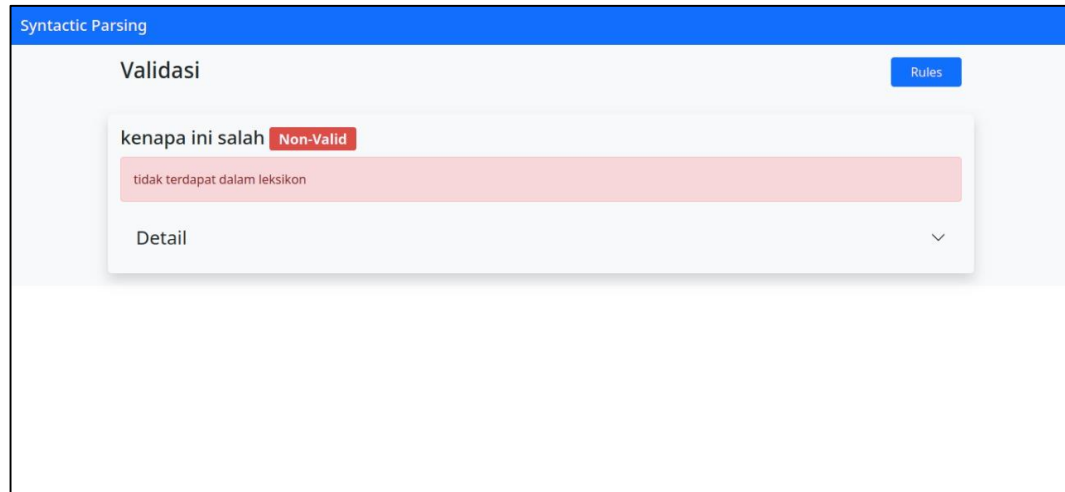 Syntactic Parsing
Validasi
Rules
kenapa ini salah Non-Valid
tidak terdapat dalam leksikon
Detail